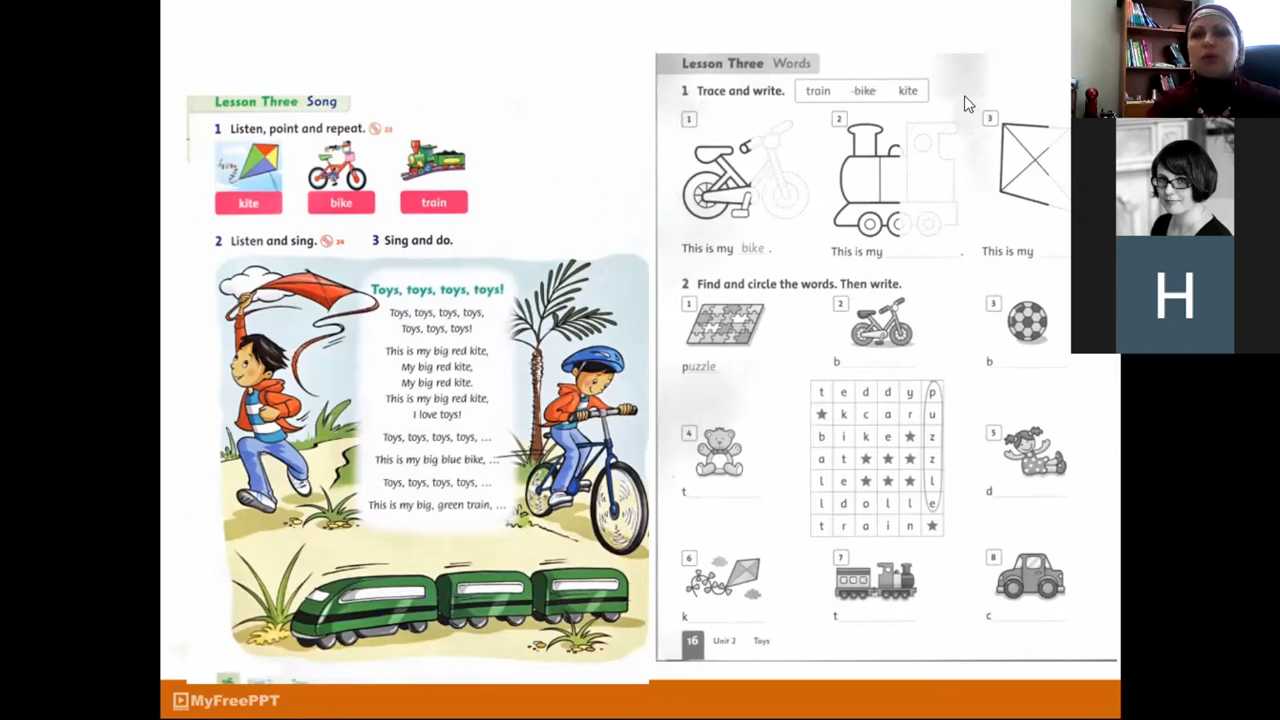 Lesson Three Song
1 Listen, point and repeat. 23
kite
bike
train
2 Listen and sing. 24
3 Sing and do.
Toys, toys, toys, toys!
Toys, toys, toys, toys,
Toys, toys, toys!
This is my big red kite,
My big red kite,
My big red kite.
This is my big red kite,
I love toys!
Toys, toys, toys, toys, ...
This is my big blue bike, ...
Toys, toys, toys, toys, ...
This is my big, green train, ...
Lesson Three Words
1 Trace and write.
train bike kite
1
2
3
This is my bike .
This is my ____ .
This is my
2 Find and circle the words. Then write.
1
2
3
puzzle
b
b
t e d d y p
★ k c a r u
b i k e ★ z
a t ★ ★ ★ z
l e ★ ★ ★ l
l d o l l e
t r a i n ★
4
5
t
d
6
7
8
k
t
c
16 Unit 2 Toys
MyFreePPT
H